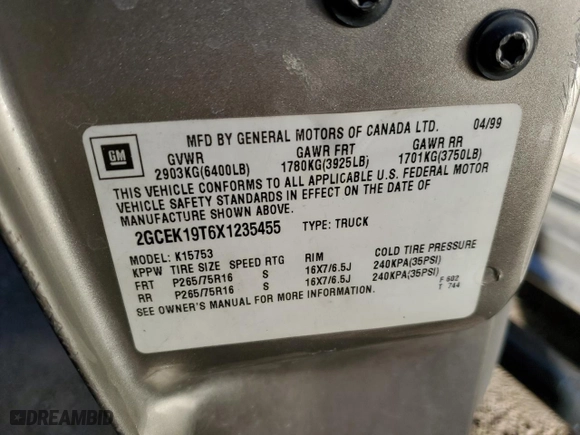 MFD BY GENERAL MOTORS OF CANADA LTD. 04/99
GM
GVWR GAWR FRT GAWR RR
2903KG(6400LB) 1780KG(3925LB) 1701KG(3750LB)
THIS VEHICLE CONFORMS TO ALL APPLICABLE U.S. FEDERAL MOTOR
VEHICLE SAFETY STANDARDS IN EFFECT ON THE DATE OF
MANUFACTURE SHOWN ABOVE.
2GCEK19T6X1235455 TYPE: TRUCK
MODEL: K15753
KPPW TIRE SIZE SPEED RTG RIM COLD TIRE PRESSURE
FRT P265/75R16 S 16X7/6.5J 240KPA(35PSI)
RR P265/75R16 S 16X7/6.5J 240KPA(35PSI)
SEE OWNER'S MANUAL FOR MORE INFORMATION.
F 602
T 744
DREAMBID